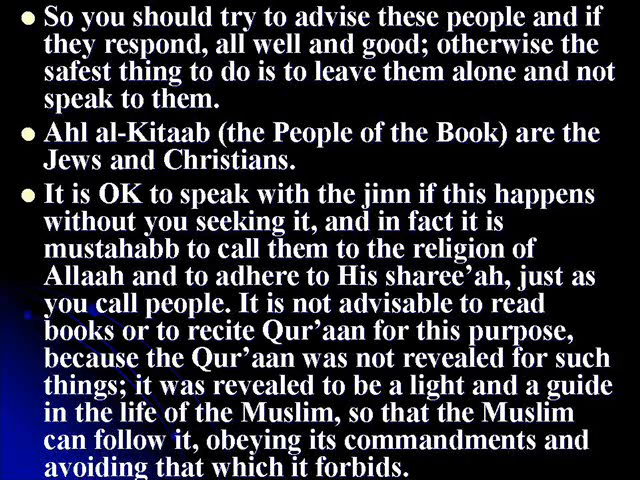 So you should try to advise these people and if
they respond, all well and good; otherwise the
safest thing to do is to leave them alone and not
speak to them.
Ahl al-Kitaab (the People of the Book) are the
Jews and Christians.
It is OK to speak with the jinn if this happens
without you seeking it, and in fact it is
mustahabb to call them to the religion of
Allaah and to adhere to His sharee’ah, just as
you call people. It is not advisable to read
books or to recite Qur’aan for this purpose,
because the Qur’aan was not revealed for such
things; it was revealed to be a light and a guide
in the life of the Muslim, so that the Muslim
can follow it, obeying its commandments and
avoiding that which it forbids.